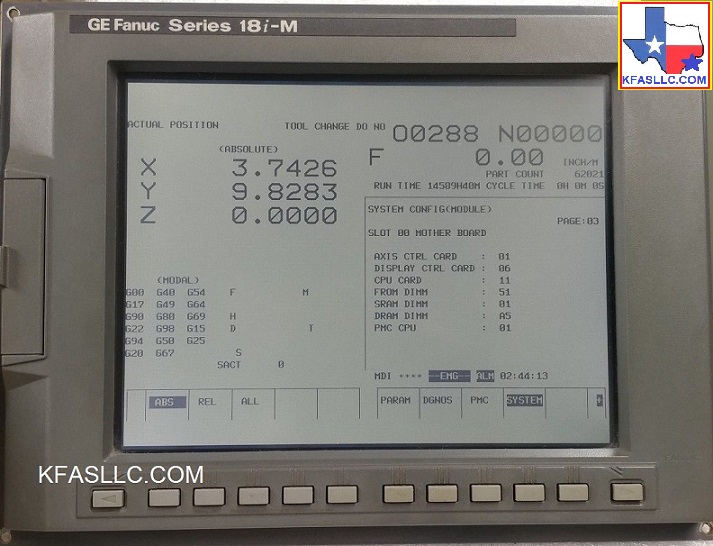 GE Fanuc Series 18i-M
KFASLLC.COM
ACTUAL POSITION TOOL CHANGE DO NO O0288 N00000
(ABSOLUTE)
X 3.7426
Y 9.8283
Z 0.0000
F 0.00 INCH/M
PART COUNT 62021
RUN TIME 14509H40M CYCLE TIME 0H 0M 0S
SYSTEM CONFIG(MODULE)
PAGE:03
SLOT 00 MOTHER BOARD
AXIS CTRL CARD : 01
DISPLAY CTRL CARD : 06
CPU CARD : 11
FROM DIMM : 51
SRAM DIMM : 01
DRAM DIMM : A5
PMC CPU : 01
(MODAL)
G00 G40 G54 F M
G17 G49 G64
G90 G80 G69 H
G22 G98 G15 D T
G94 G50 G25
G20 G67 S
SACT 0
MDI **** --EMG-- ALM 02:44:13
ABS REL ALL
PARAM DGNOS PMC SYSTEM +
KFASLLC.COM